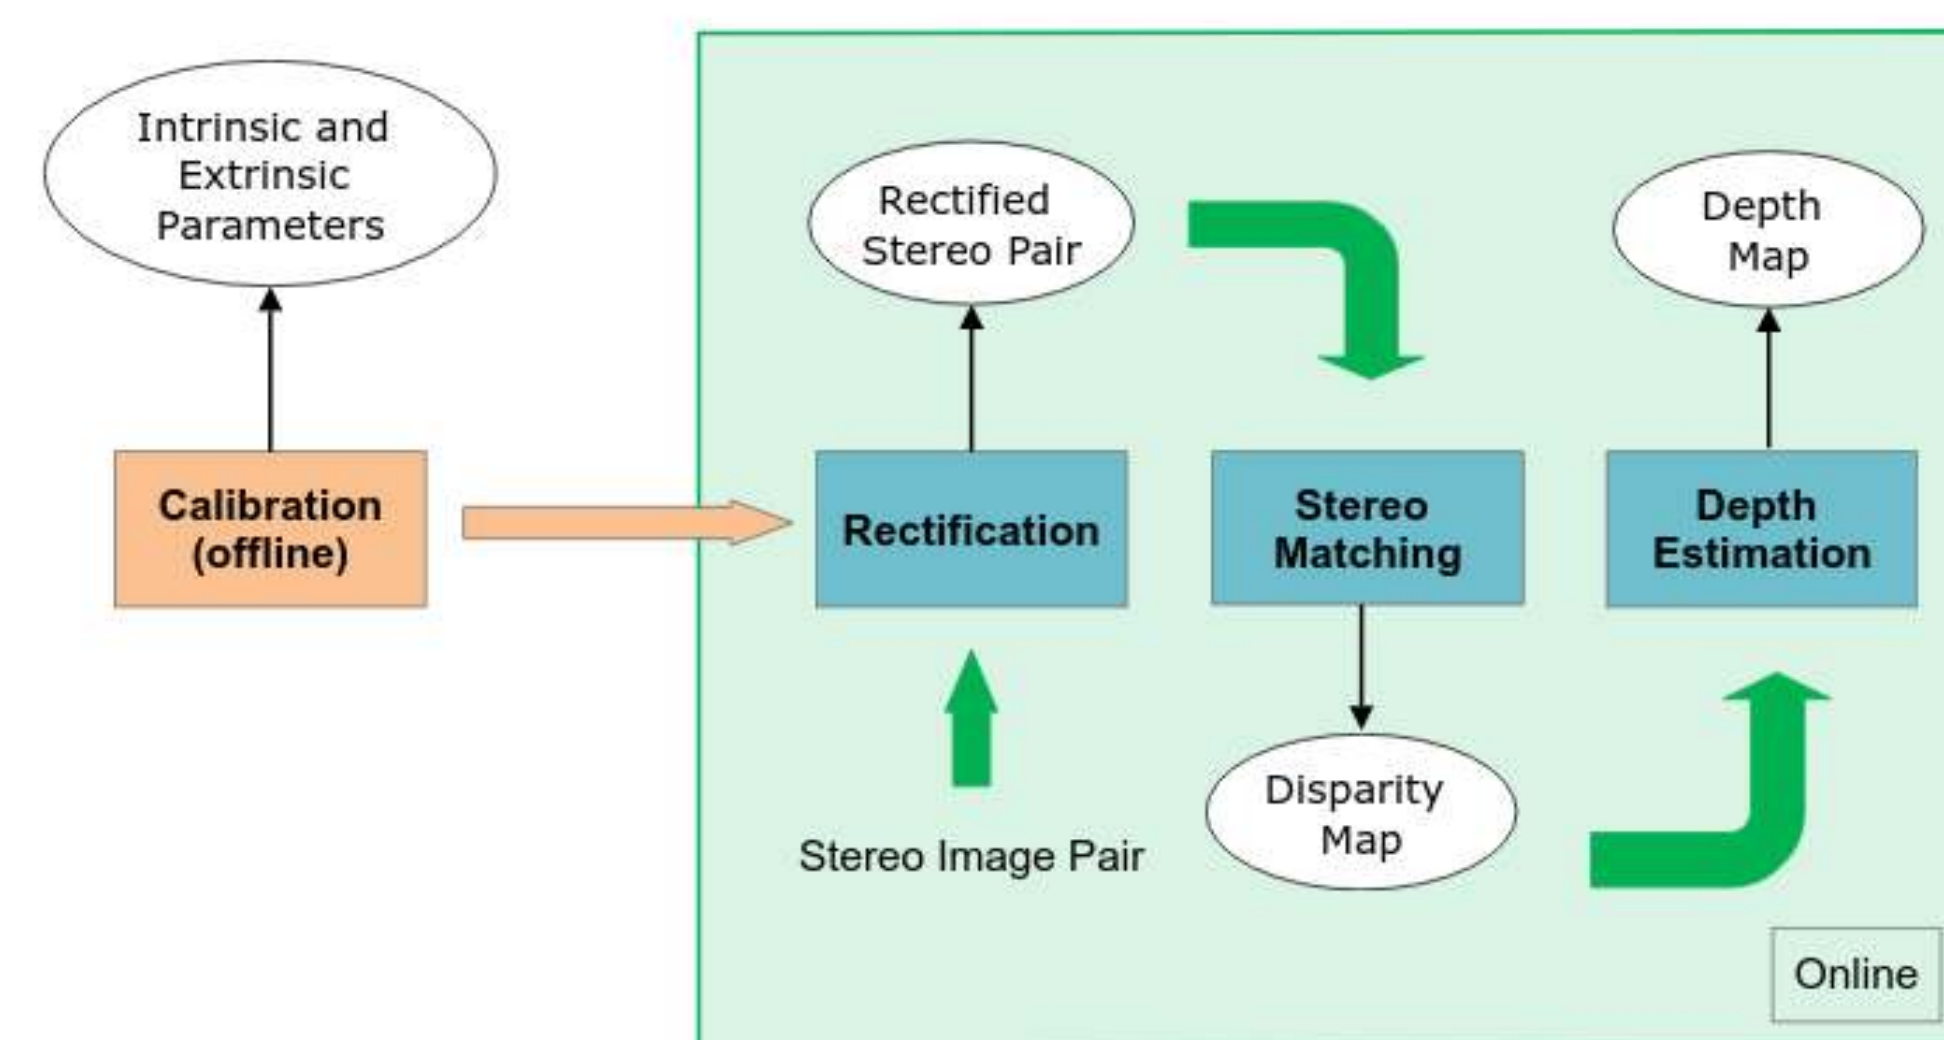 Intrinsic and
Extrinsic
Parameters
Calibration
(offline)
Rectified
Stereo Pair
Rectification
Stereo Image Pair
Stereo
Matching
Disparity
Map
Depth
Map
Depth
Estimation
Online